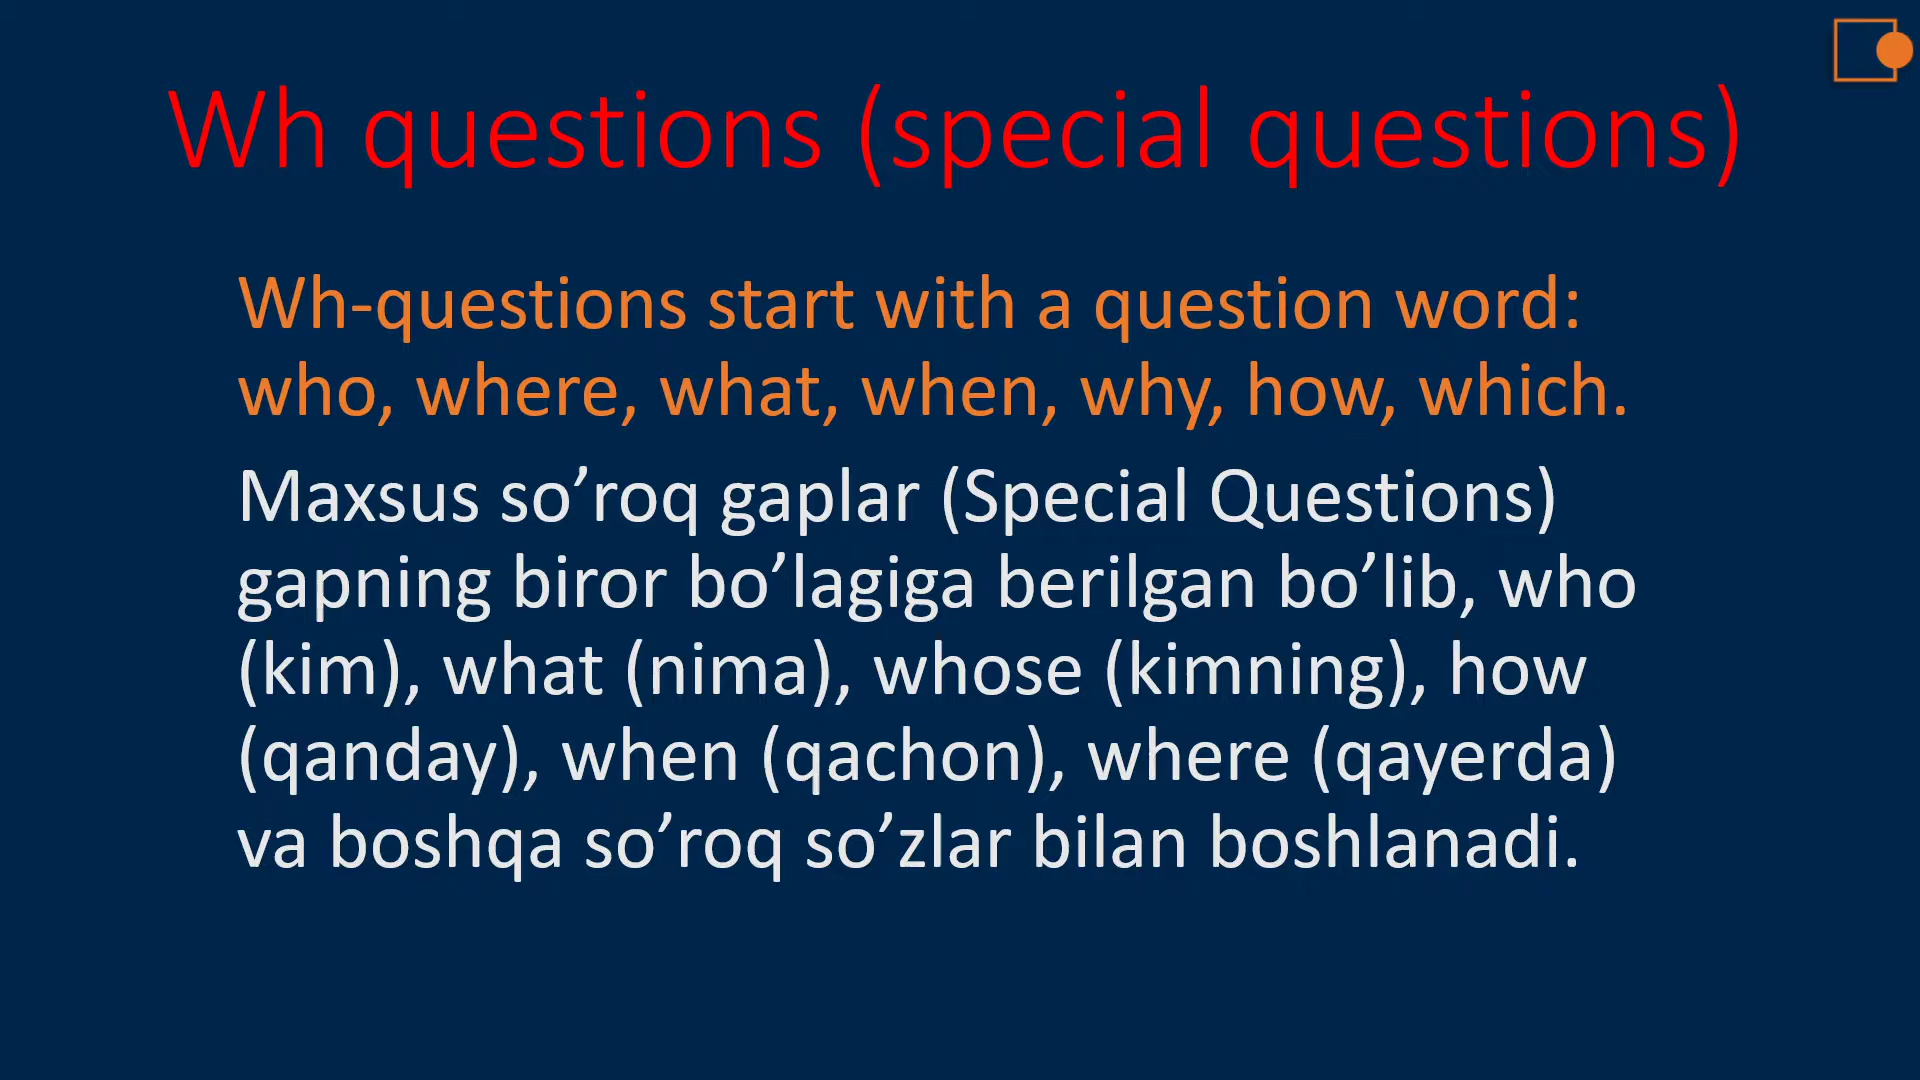 Wh questions (special questions)
Wh-questions start with a question word:
who, where, what, when, why, how, which.
Maxsus so’roq gaplar (Special Questions)
gapning biror bo’lagiga berilgan bo’lib, who
(kim), what (nima), whose (kimning), how
(qanday), when (qachon), where (qayerda)
va boshqa so’roq so’zlar bilan boshlanadi.